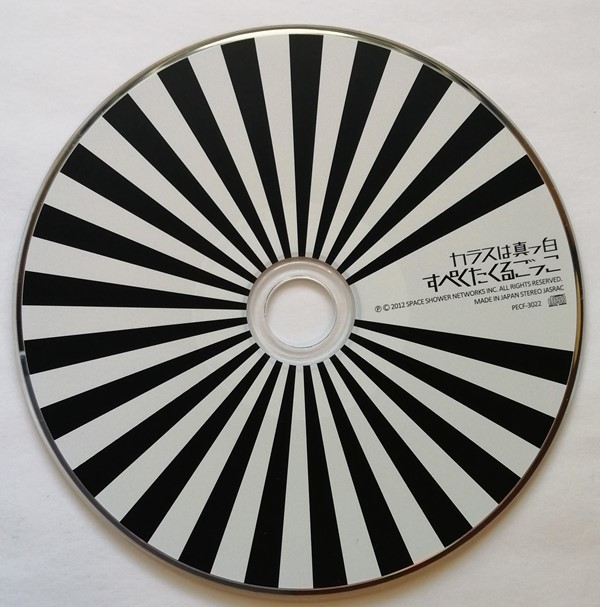 カラスは真っ白
すぺくたくるごっこ
Ⓟ © 2012 SPACE SHOWER NETWORKS INC. ALL RIGHTS RESERVED.
MADE IN JAPAN STEREO JASRAC
PECF-3022